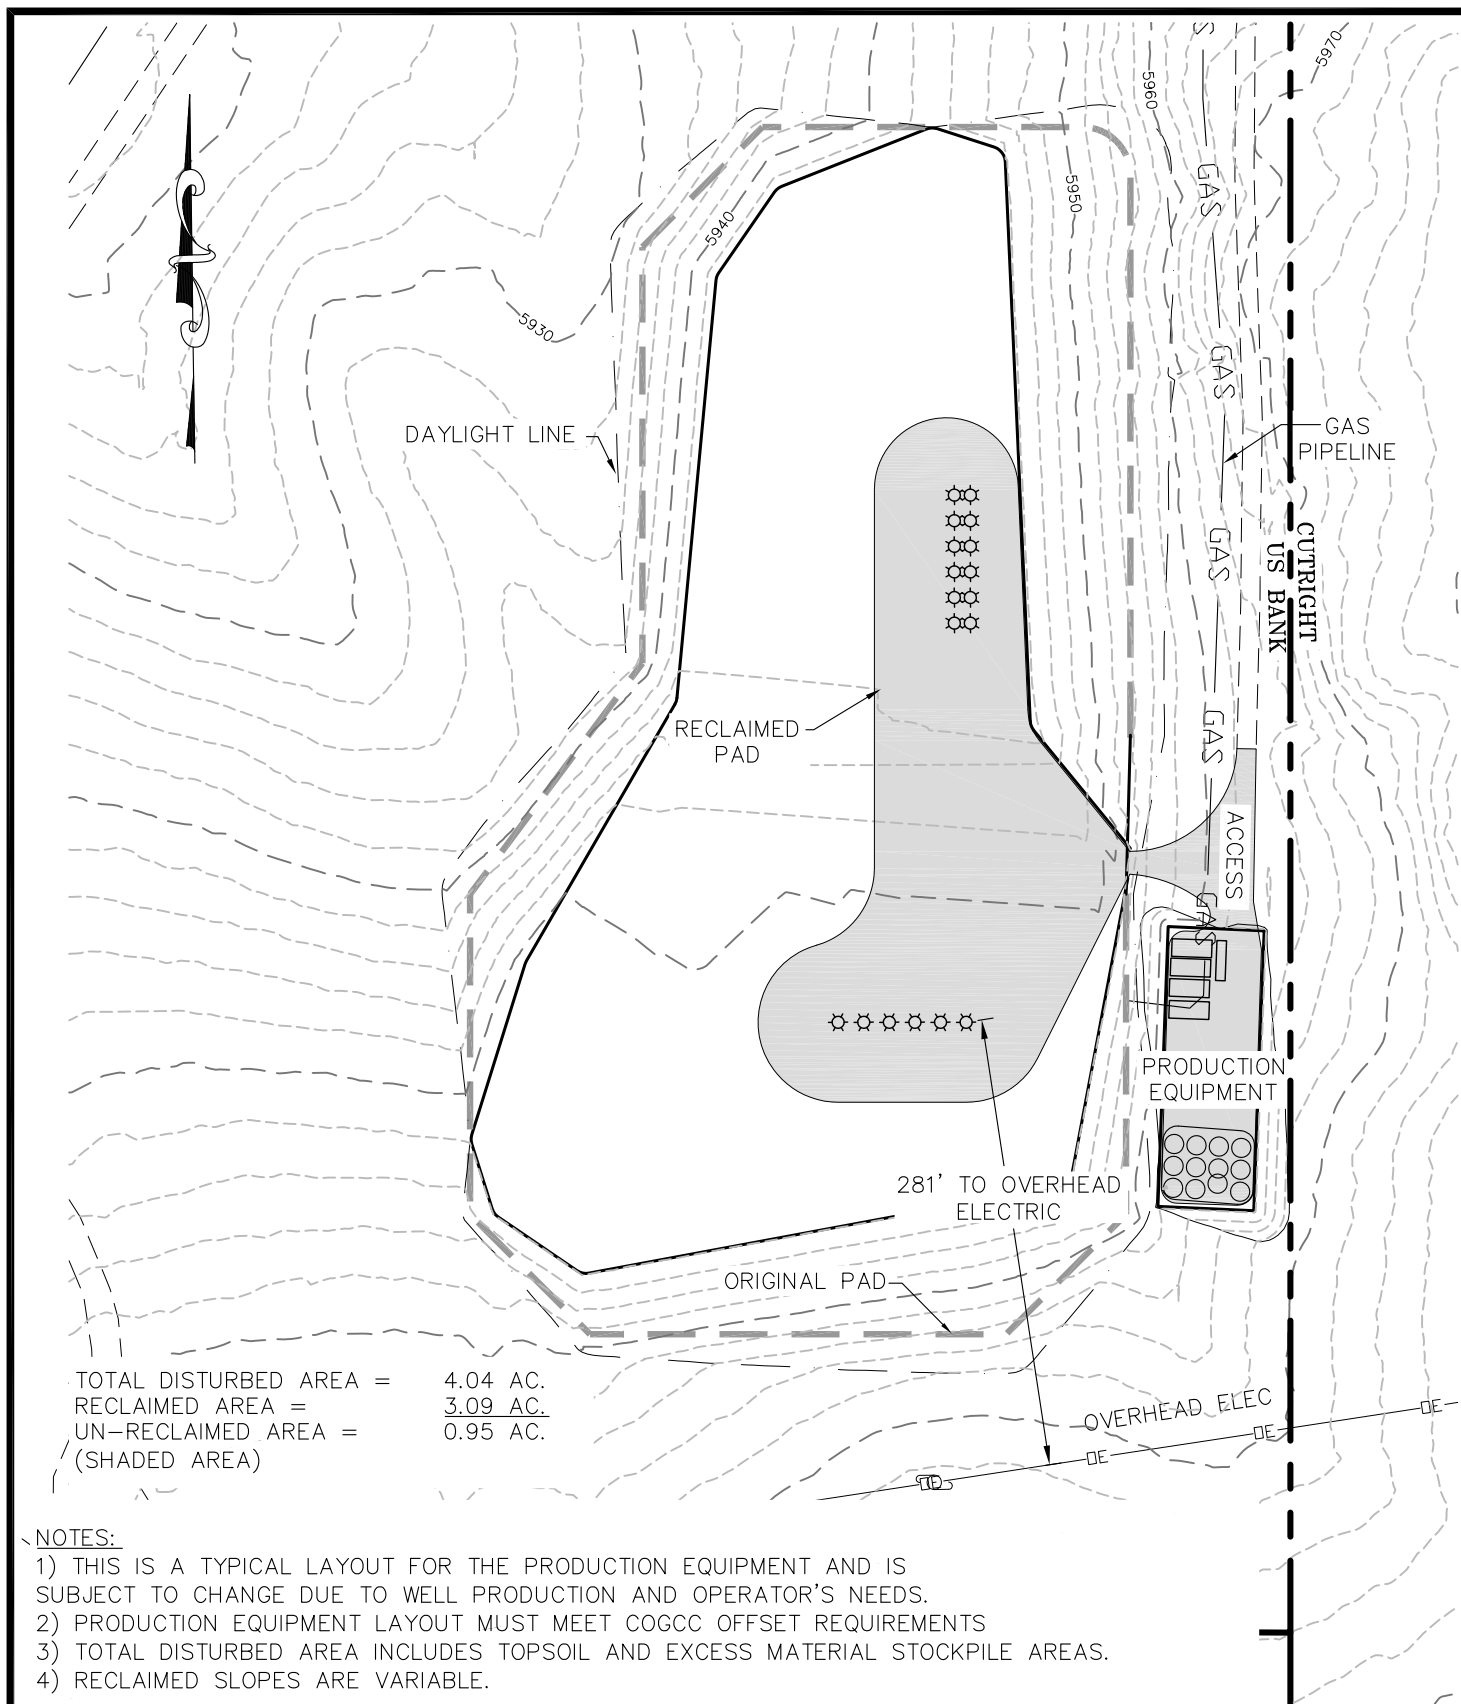 5970
5960
GAS
5950
5940
5930
GAS
DAYLIGHT LINE
GAS
PIPELINE
GAS
CUTRIGHT
US BANK
RECLAIMED
PAD
GAS
ACCESS
GAS
PRODUCTION
EQUIPMENT
281' TO OVERHEAD
ELECTRIC
ORIGINAL PAD
TOTAL DISTURBED AREA = 4.04 AC.
RECLAIMED AREA = 3.09 AC.
UN-RECLAIMED AREA = 0.95 AC.
(SHADED AREA)
OVERHEAD ELEC
OE
OE
OE
OE
NOTES:
1) THIS IS A TYPICAL LAYOUT FOR THE PRODUCTION EQUIPMENT AND IS
SUBJECT TO CHANGE DUE TO WELL PRODUCTION AND OPERATOR'S NEEDS.
2) PRODUCTION EQUIPMENT LAYOUT MUST MEET COGCC OFFSET REQUIREMENTS
3) TOTAL DISTURBED AREA INCLUDES TOPSOIL AND EXCESS MATERIAL STOCKPILE AREAS.
4) RECLAIMED SLOPES ARE VARIABLE.